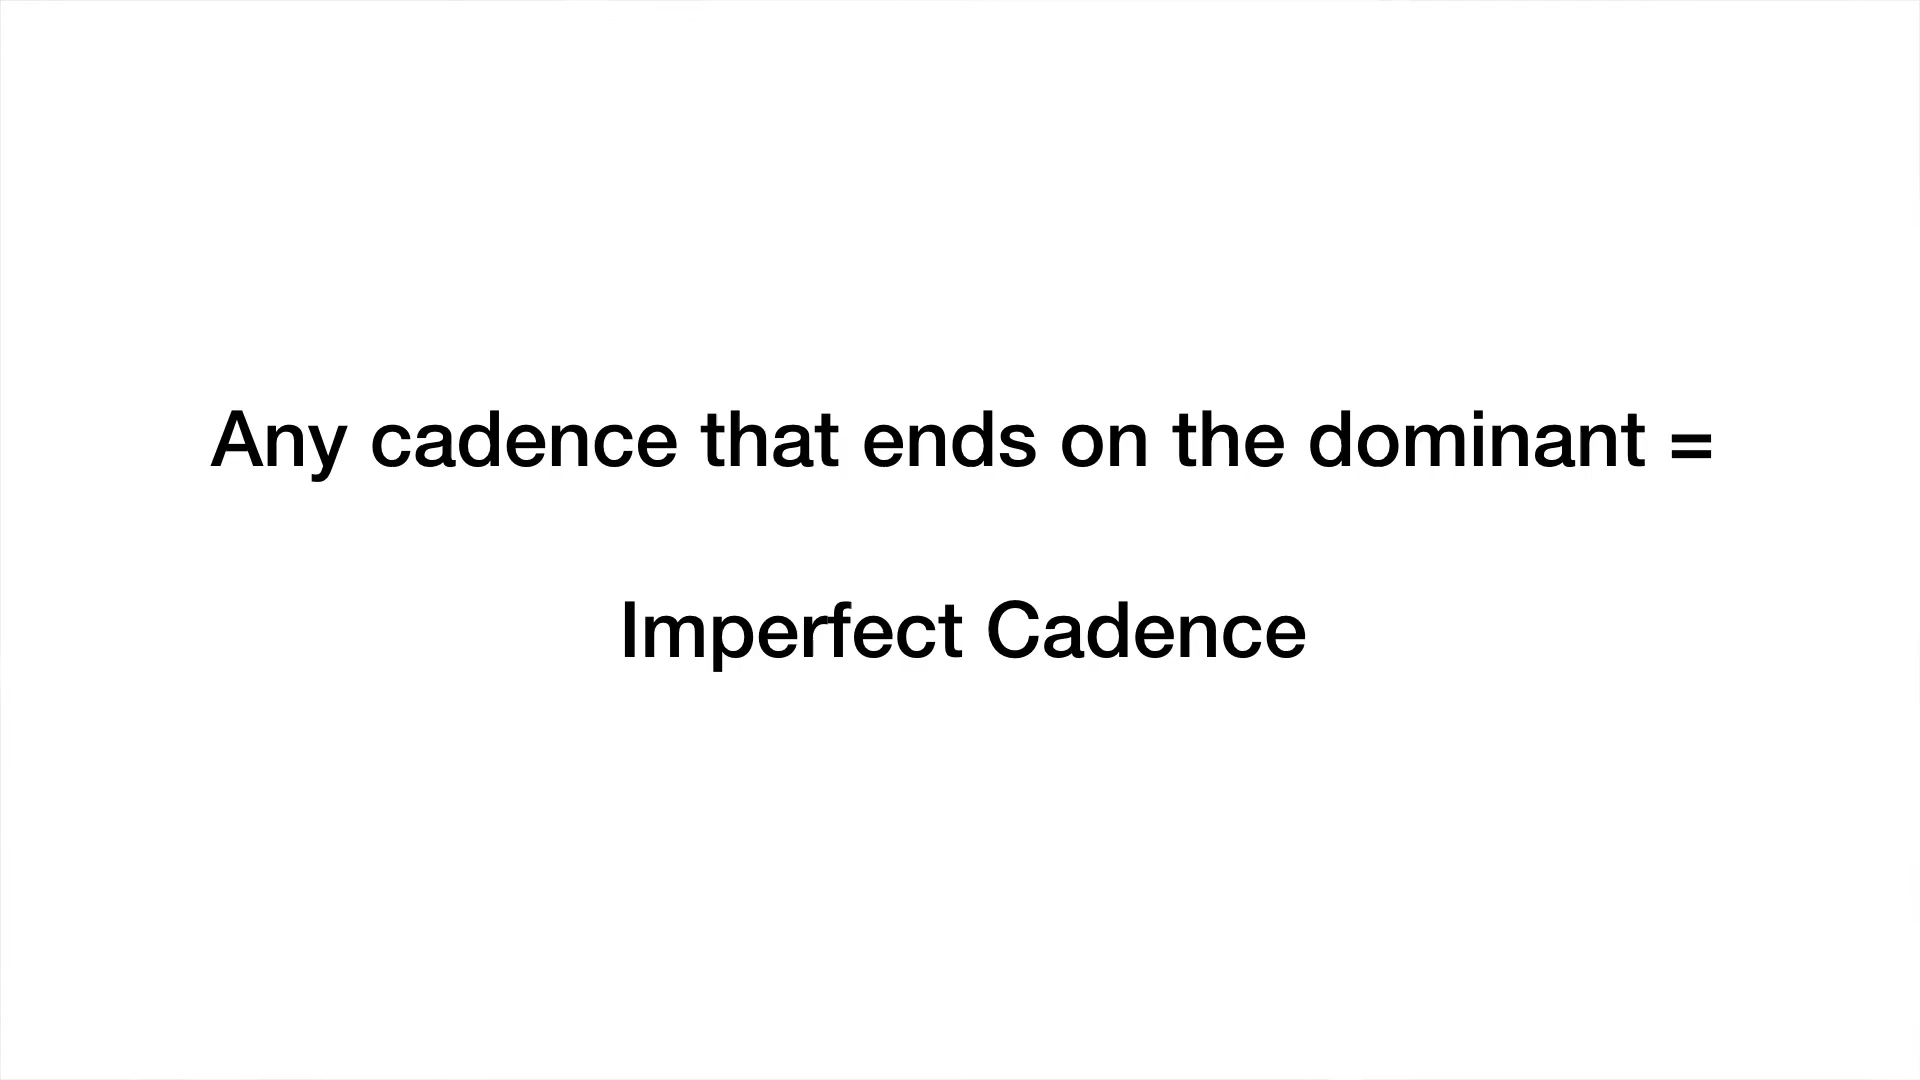 Any cadence that ends on the dominant =
Imperfect Cadence